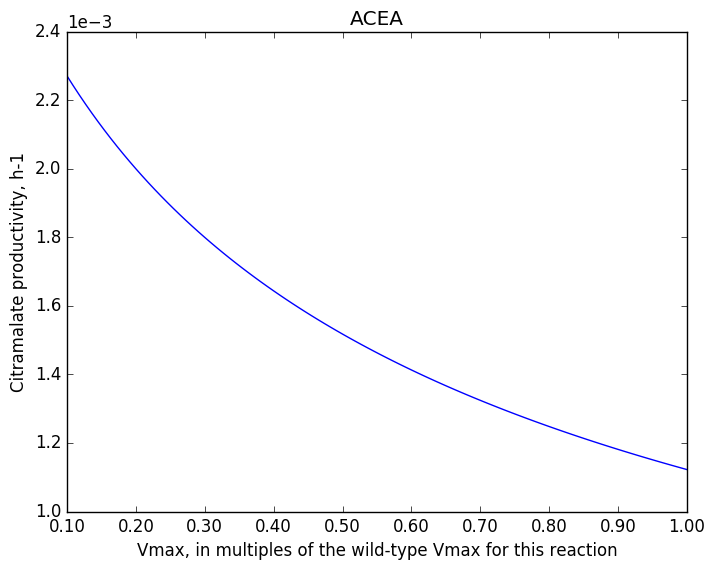 ACEA
1e−3
2.4
2.2
2.0
1.8
1.6
1.4
1.2
1.0
Citramalate productivity, h-1
0.10 0.20 0.30 0.40 0.50 0.60 0.70 0.80 0.90 1.00
Vmax, in multiples of the wild-type Vmax for this reaction